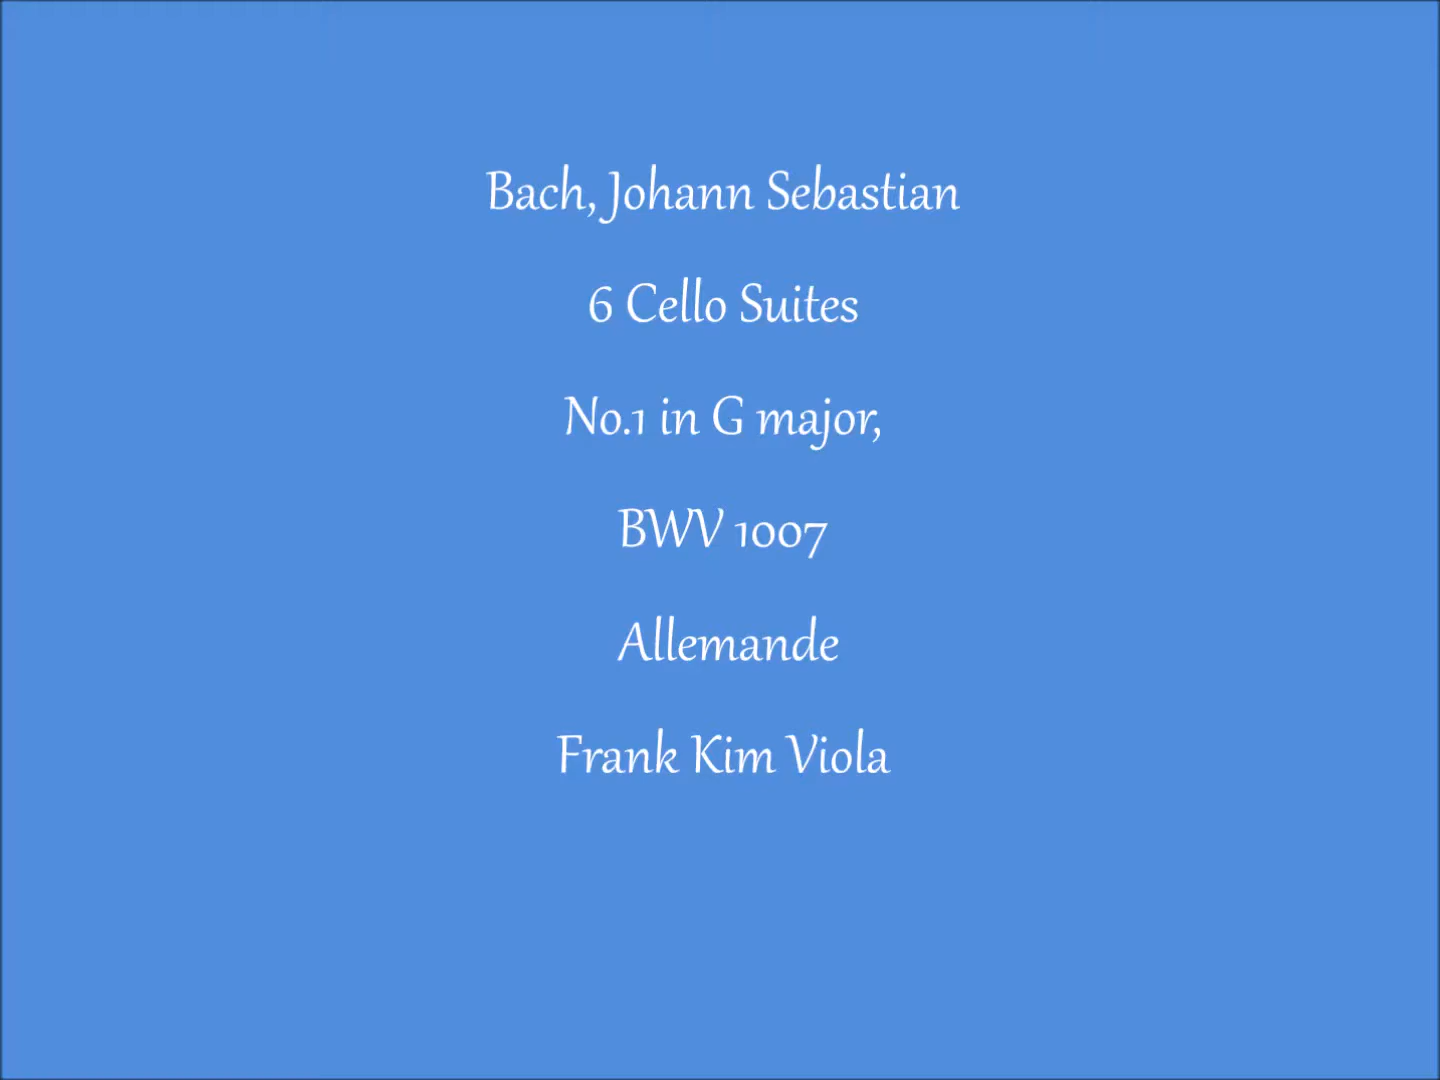 Bach, Johann Sebastian
6 Cello Suites
No.1 in G major,
BWV 1007
Allemande
Frank Kim Viola